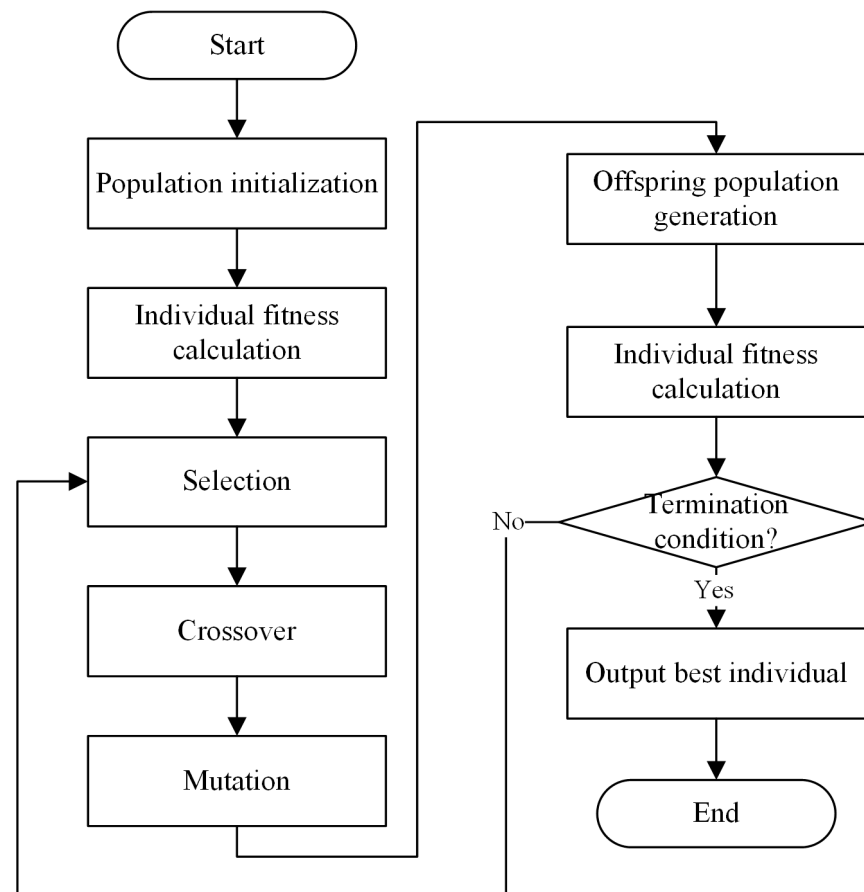 Start
Population initialization
Individual fitness
calculation
Selection
Crossover
Mutation
Offspring population
generation
Individual fitness
calculation
Termination
condition?
No
Yes
Output best individual
End